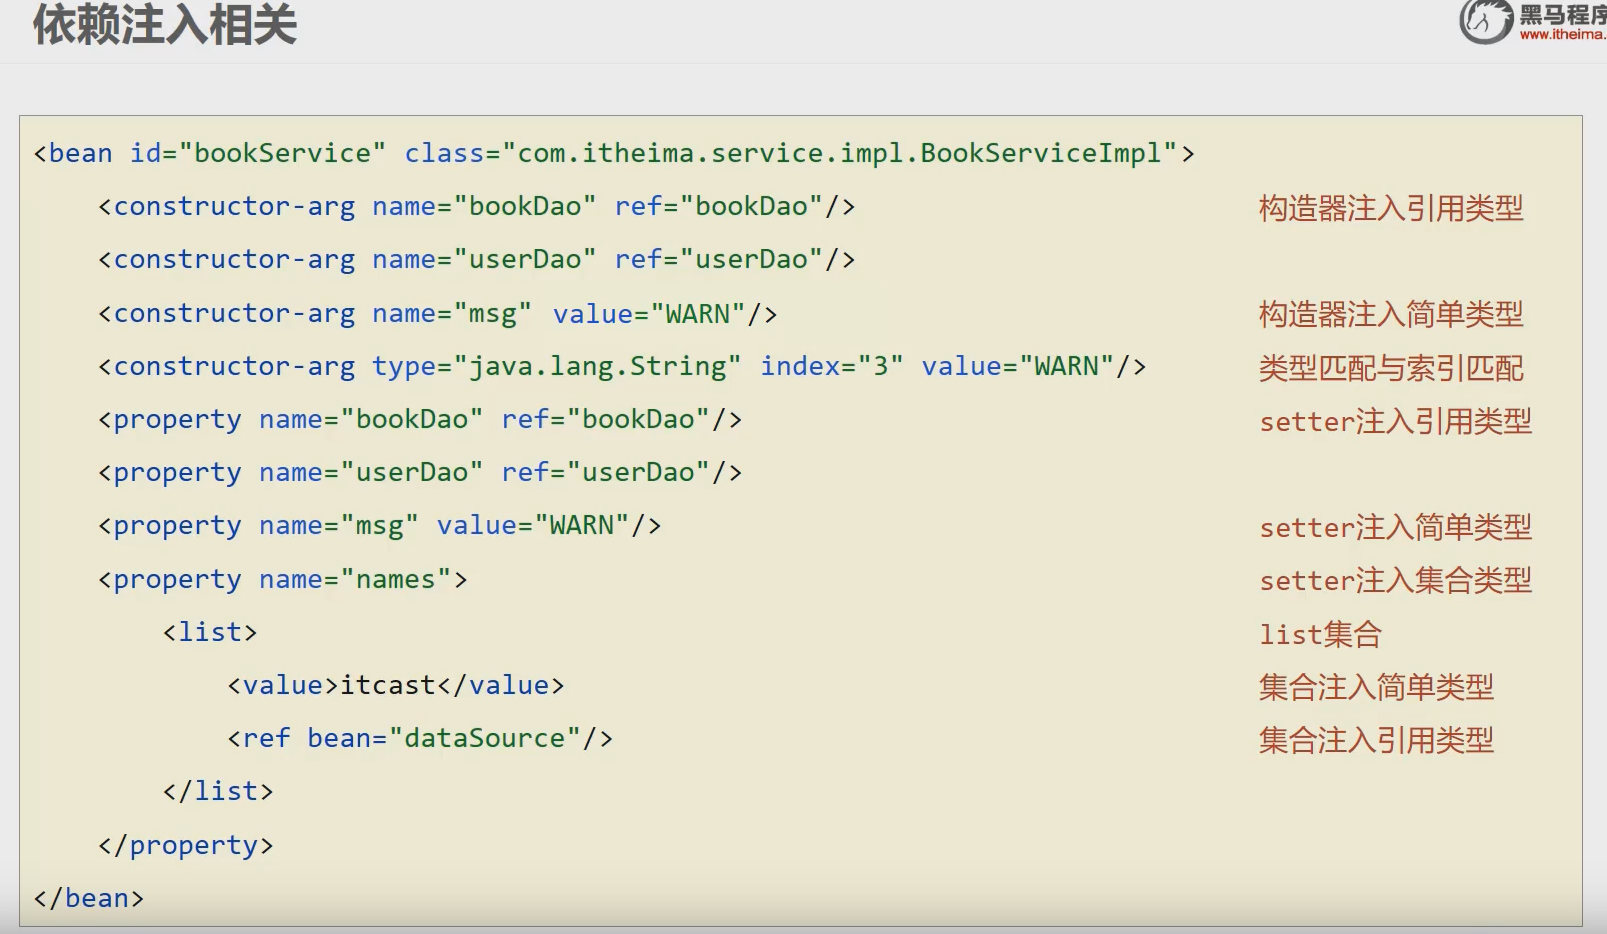 依赖注入相关
黑马程序
www.itheima.
<bean id="bookService" class="com.itheima.service.impl.BookServiceImpl">
<constructor-arg name="bookDao" ref="bookDao"/> 构造器注入引用类型
<constructor-arg name="userDao" ref="userDao"/>
<constructor-arg name="msg" value="WARN"/> 构造器注入简单类型
<constructor-arg type="java.lang.String" index="3" value="WARN"/> 类型匹配与索引匹配
<property name="bookDao" ref="bookDao"/> setter注入引用类型
<property name="userDao" ref="userDao"/>
<property name="msg" value="WARN"/> setter注入简单类型
<property name="names"> setter注入集合类型
<list> list集合
<value>itcast</value> 集合注入简单类型
<ref bean="dataSource"/> 集合注入引用类型
</list>
</property>
</bean>